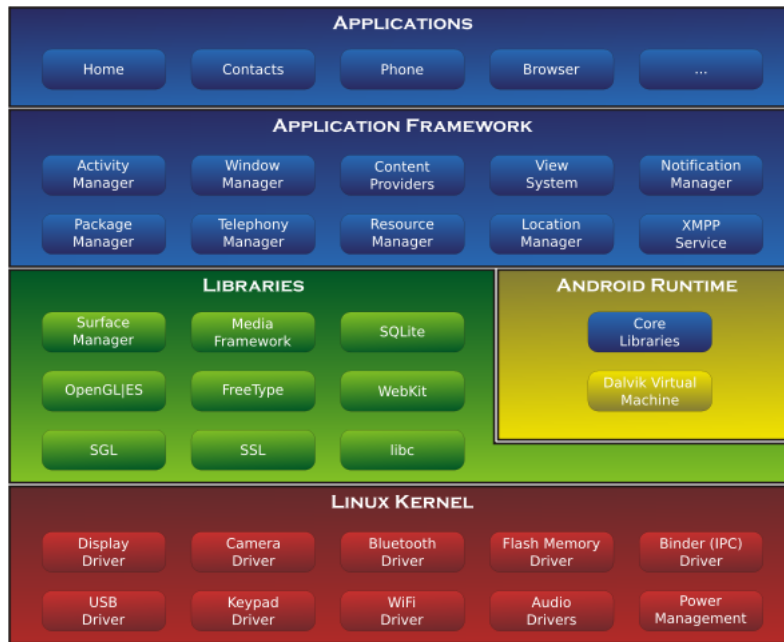 APPLICATIONS
Home
Contacts
Phone
Browser
...
APPLICATION FRAMEWORK
Activity
Manager
Window
Manager
Content
Providers
View
System
Notification
Manager
Package
Manager
Telephony
Manager
Resource
Manager
Location
Manager
XMPP
Service
LIBRARIES
Surface
Manager
Media
Framework
SQLite
OpenGL|ES
FreeType
WebKit
SGL
SSL
libc
ANDROID RUNTIME
Core
Libraries
Dalvik Virtual
Machine
LINUX KERNEL
Display
Driver
Camera
Driver
Bluetooth
Driver
Flash Memory
Driver
Binder (IPC)
Driver
USB
Driver
Keypad
Driver
WiFi
Driver
Audio
Drivers
Power
Management